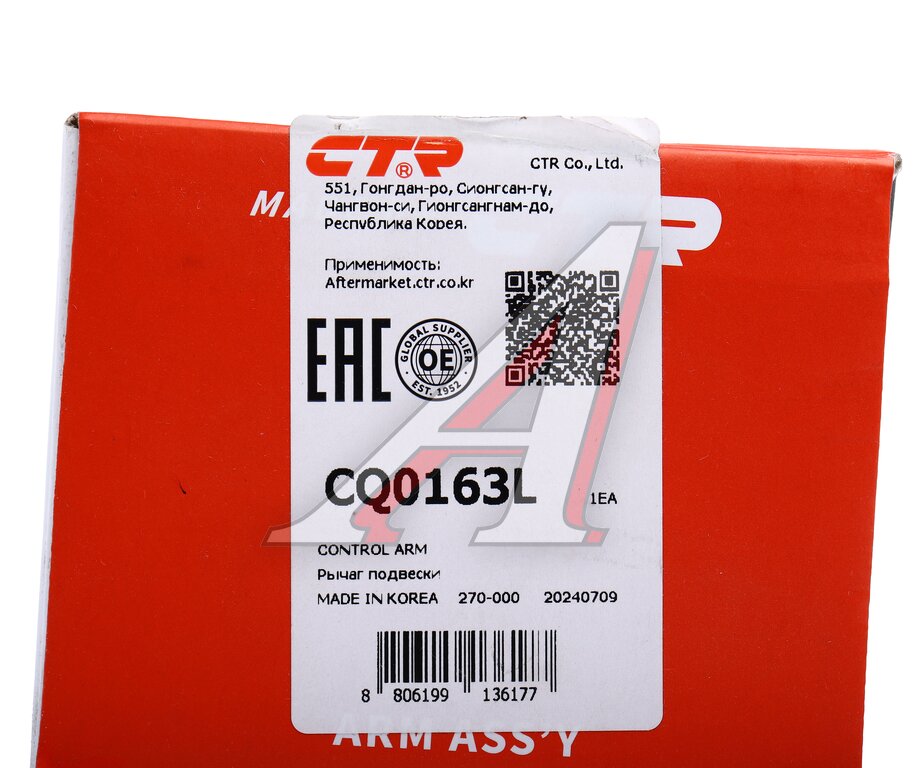 CTR®
CTR Co., Ltd.
551, Гонгдан-ро, Сионгсан-гу,
Чангвон-си, Гионгсангнам-до,
Республика Корея.
Применимость:
Aftermarket.ctr.co.kr
EAC
GLOBAL SUPPLIER
OE
EST. 1952
CQ0163L
1EA
CONTROL ARM
Рычаг подвески
MADE IN KOREA 270-000 20240709
8 806199 136177
ARM ASS'Y